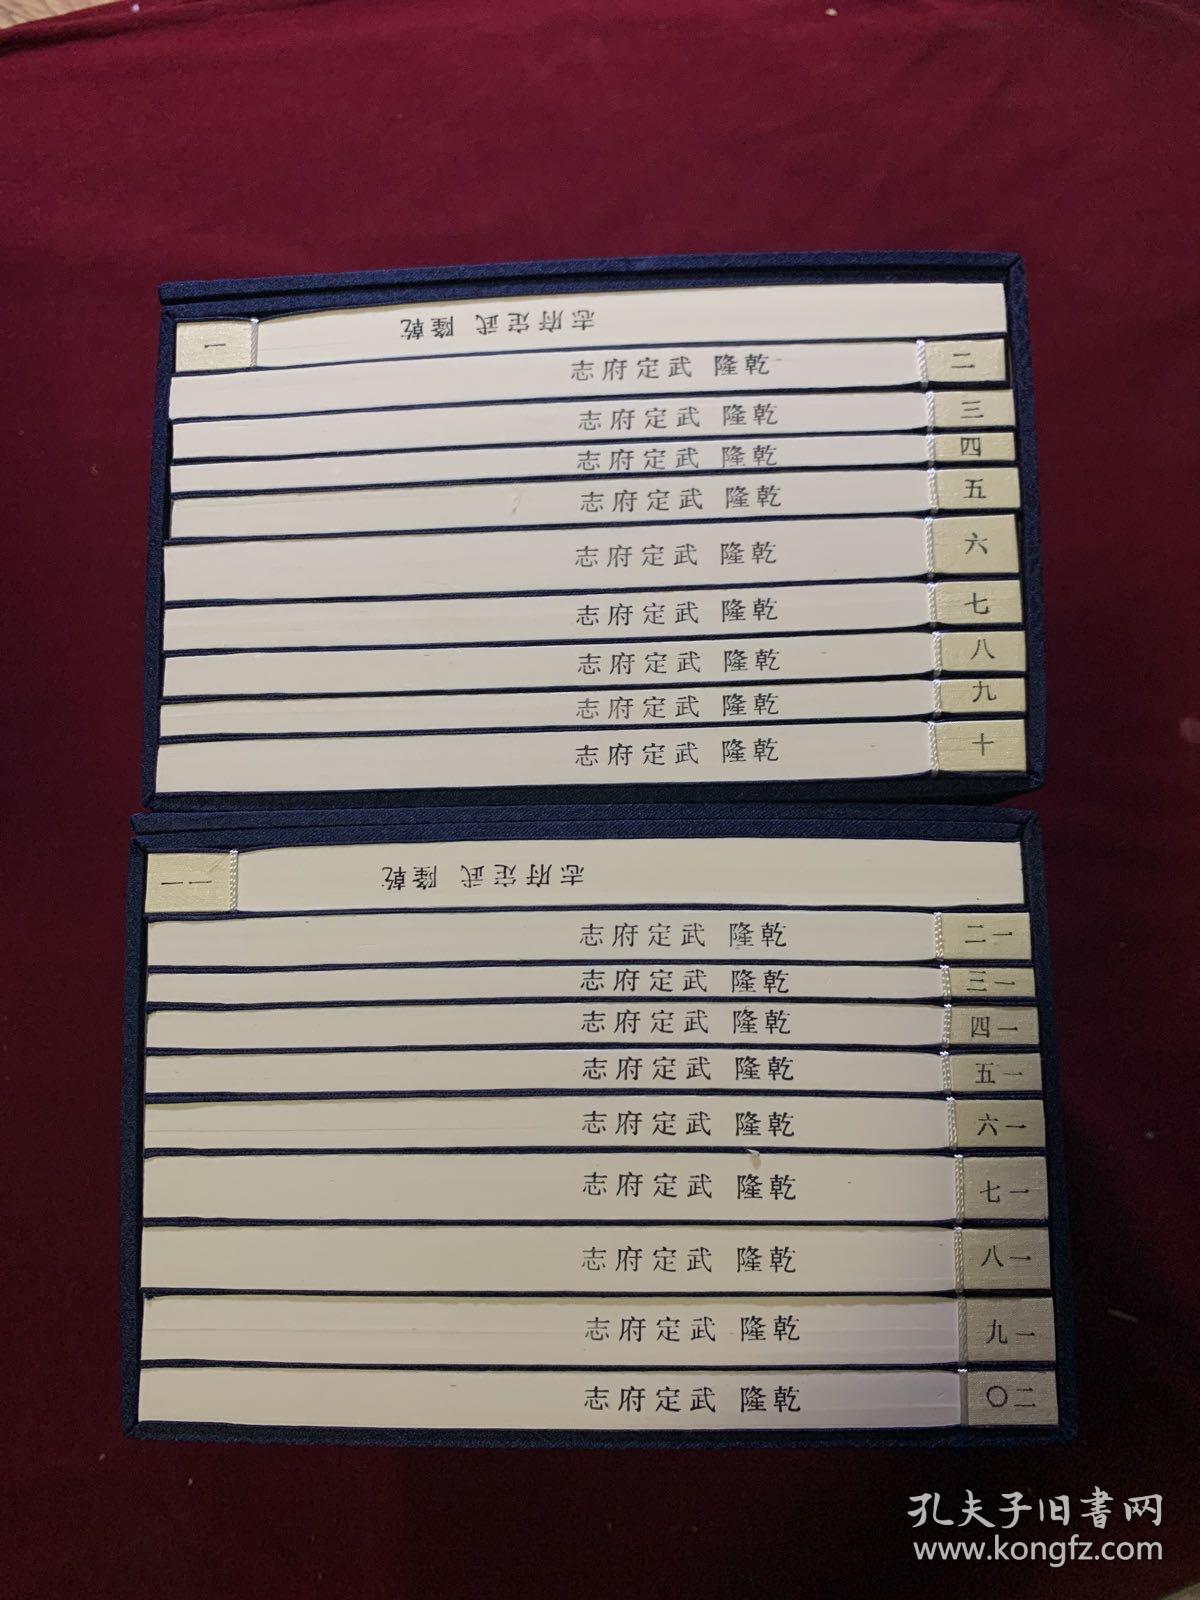 一 乾隆 武定府志
二 乾隆 武定府志
三 乾隆 武定府志
四 乾隆 武定府志
五 乾隆 武定府志
六 乾隆 武定府志
七 乾隆 武定府志
八 乾隆 武定府志
九 乾隆 武定府志
十 乾隆 武定府志
一一 乾隆 武定府志
一二 乾隆 武定府志
一三 乾隆 武定府志
一四 乾隆 武定府志
一五 乾隆 武定府志
一六 乾隆 武定府志
一七 乾隆 武定府志
一八 乾隆 武定府志
一九 乾隆 武定府志
二〇 乾隆 武定府志
孔夫子旧書网
www.kongfz.com